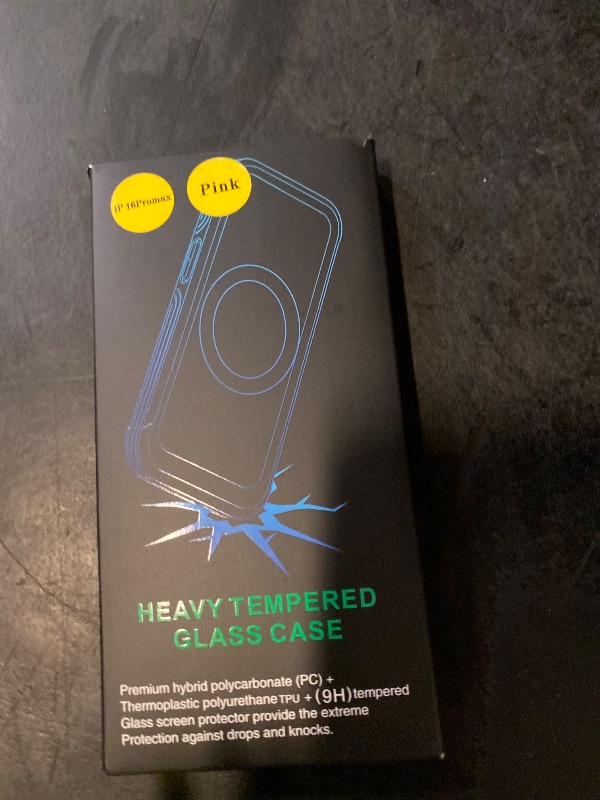 iP 16Promax
Pink
HEAVY TEMPERED
GLASS CASE
Premium hybrid polycarbonate (PC) +
Thermoplastic polyurethane TPU + (9H) tempered
Glass screen protector provide the extreme
Protection against drops and knocks.